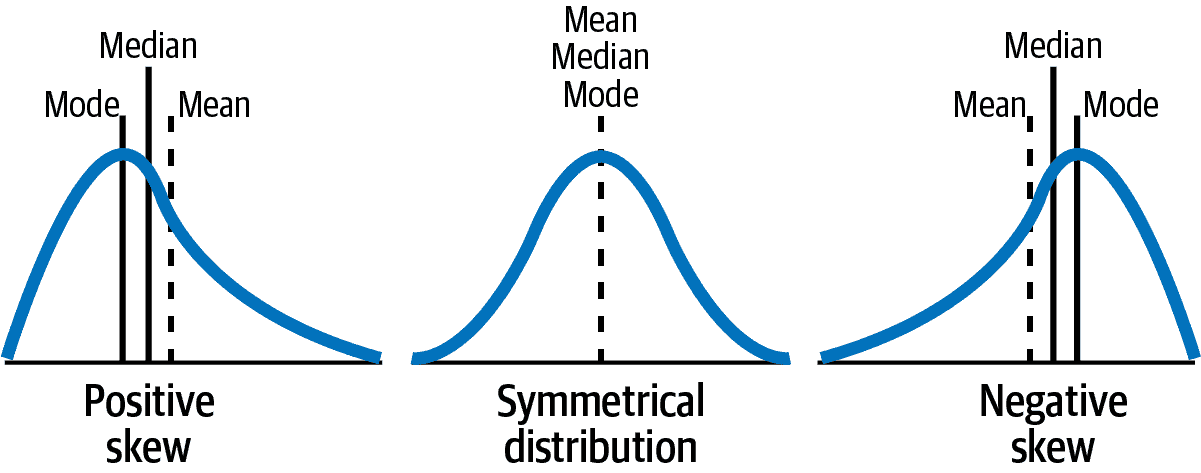 Median
Mode
Mean
Positive
skew
Mean
Median
Mode
Symmetrical
distribution
Median
Mean
Mode
Negative
skew